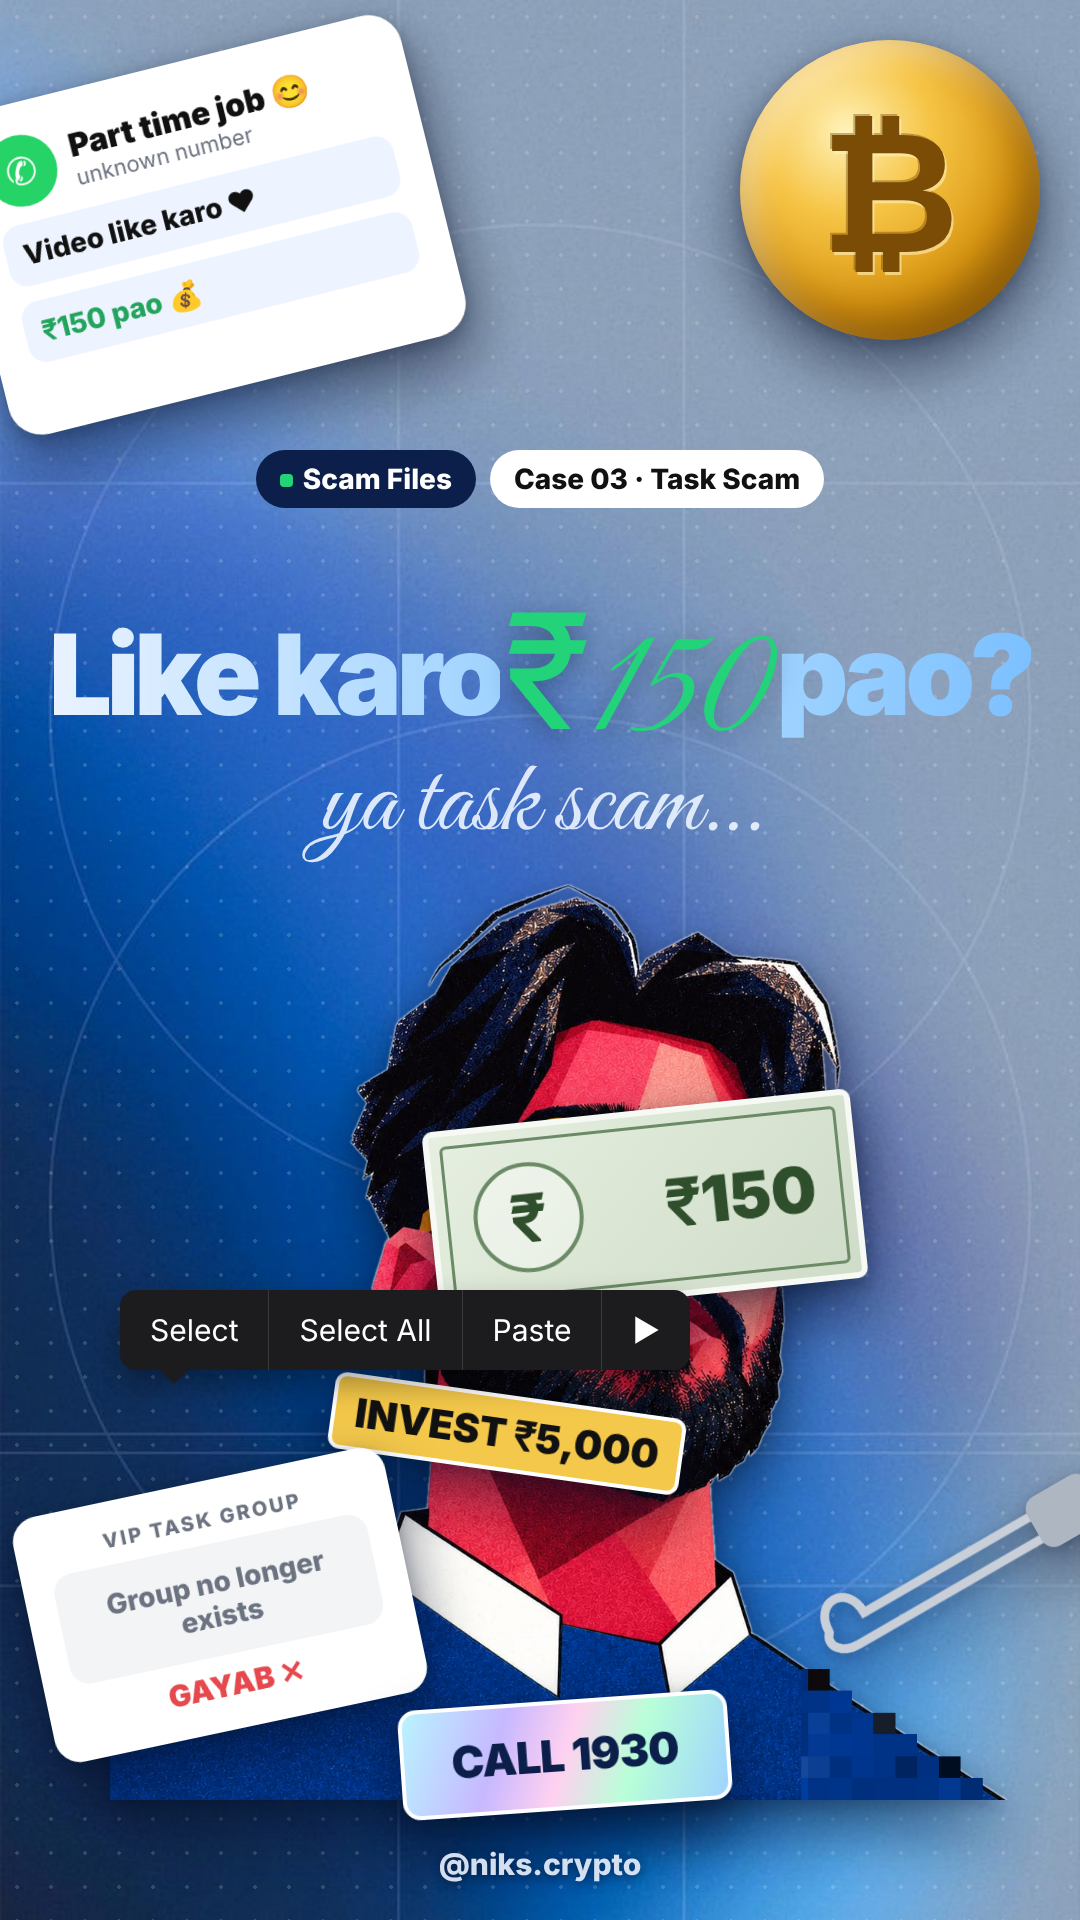 Part time job 😊
unknown number
Video like karo ♥
₹150 pao 💰
₿
Scam Files
Case 03 · Task Scam
Like karo ₹150 pao?
ya task scam...
₹ ₹150
Select Select All Paste ▶
INVEST ₹5,000
VIP TASK GROUP
Group no longer
exists
GAYAB ✕
CALL 1930
@niks.crypto